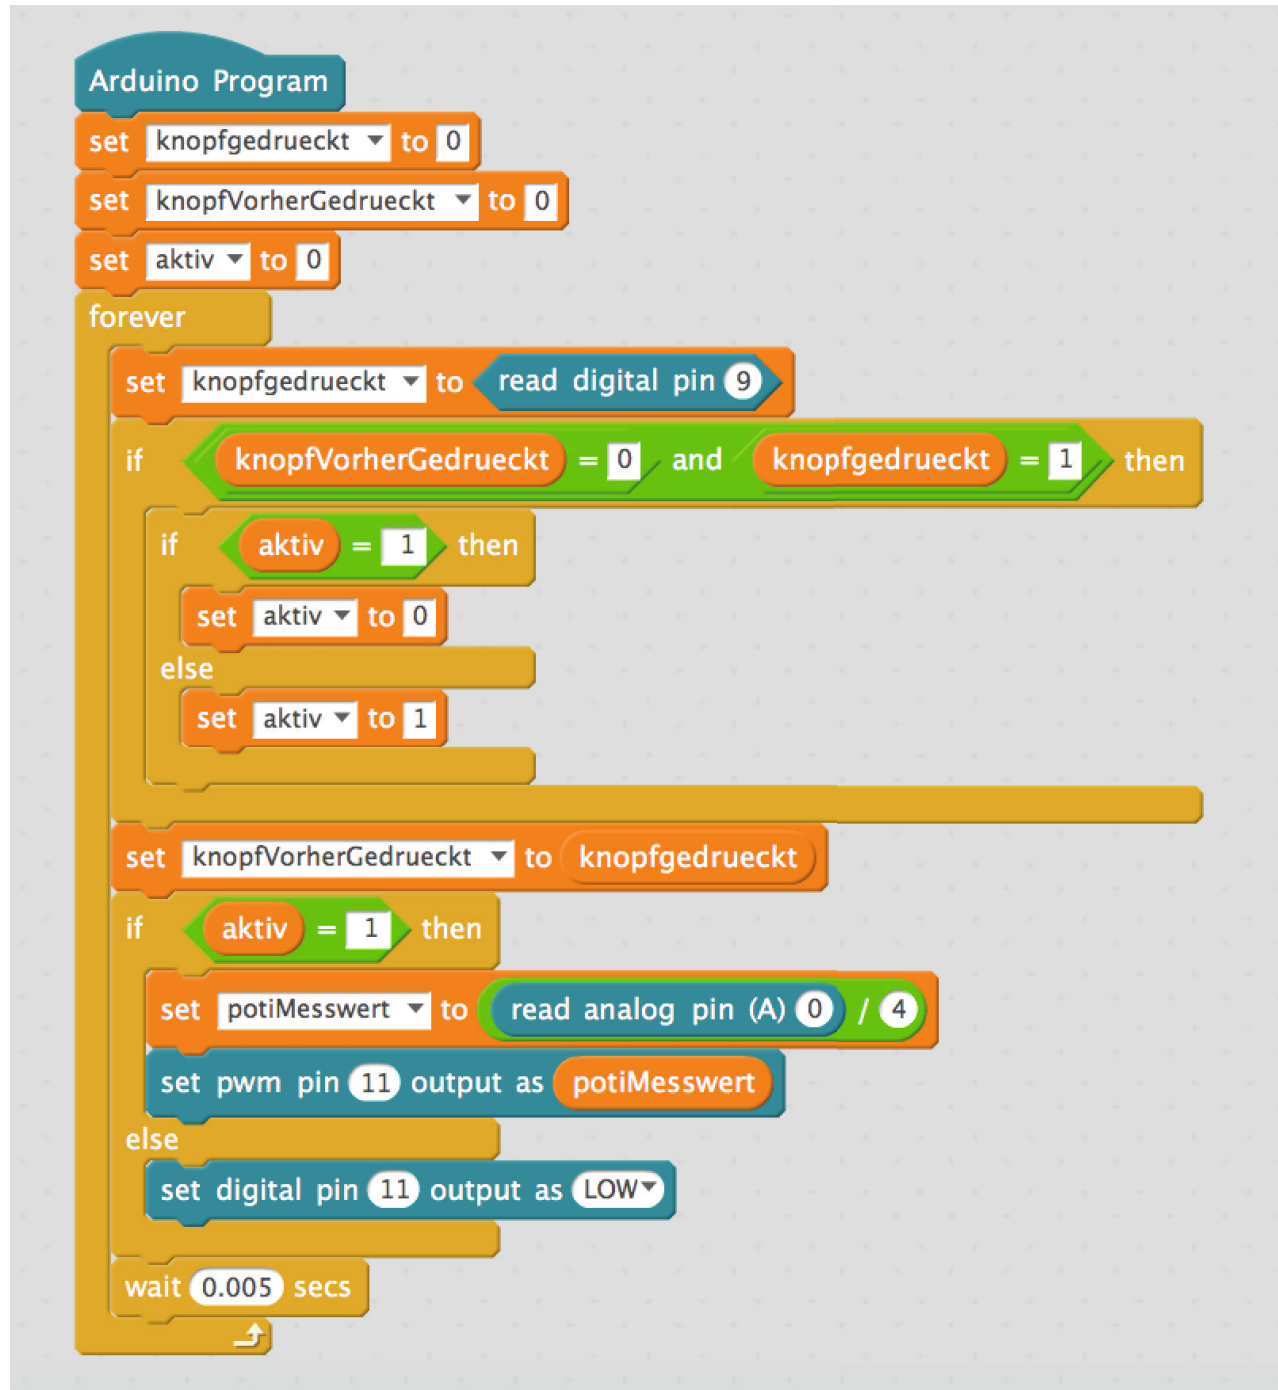 Arduino Program
set knopfgedrueckt to 0
set knopfVorherGedrueckt to 0
set aktiv to 0
forever
set knopfgedrueckt to read digital pin 9
if knopfVorherGedrueckt = 0 and knopfgedrueckt = 1 then
if aktiv = 1 then
set aktiv to 0
else
set aktiv to 1
set knopfVorherGedrueckt to knopfgedrueckt
if aktiv = 1 then
set potiMesswert to read analog pin (A) 0 / 4
set pwm pin 11 output as potiMesswert
else
set digital pin 11 output as LOW
wait 0.005 secs